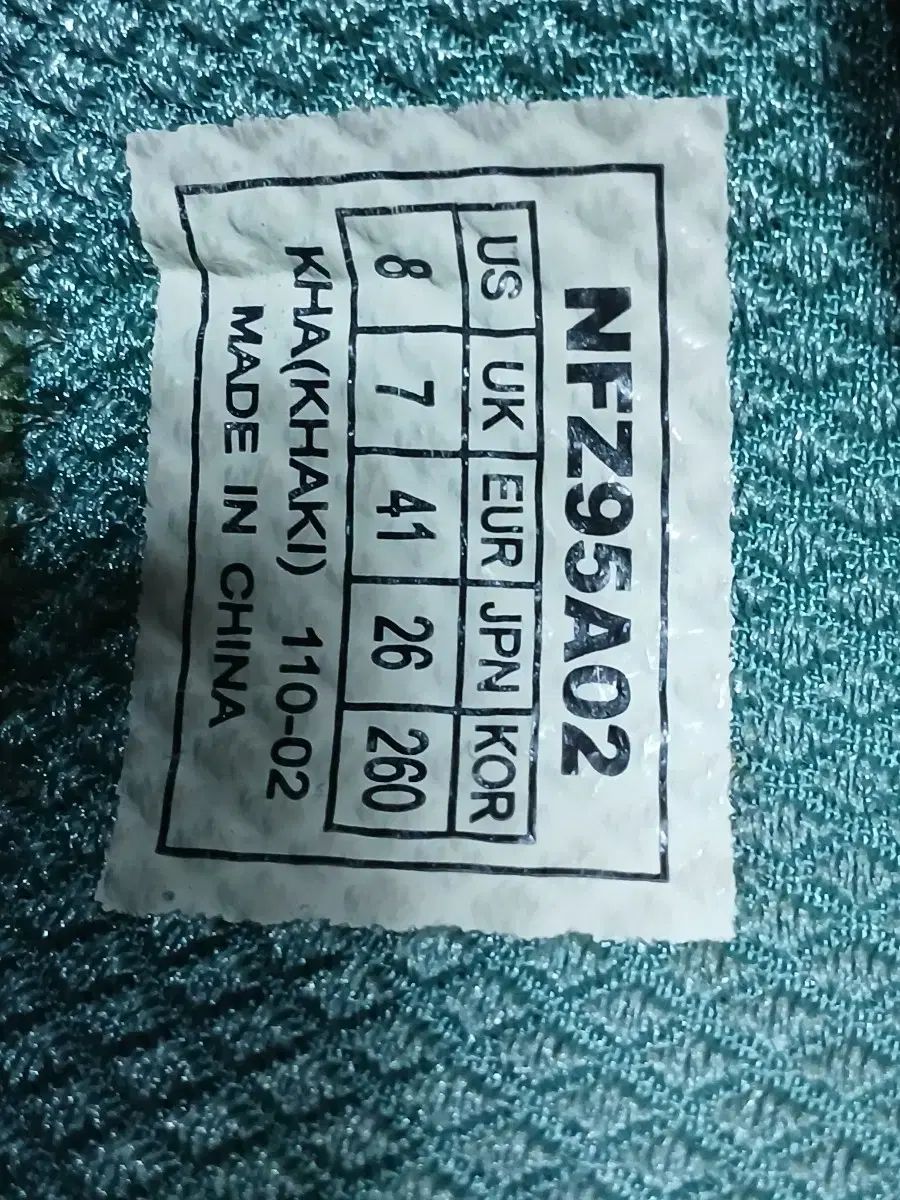 NFZ95A02
US UK EUR JPN KOR
8 7 41 26 260
KHA(KHAKI) 110-02
MADE IN CHINA